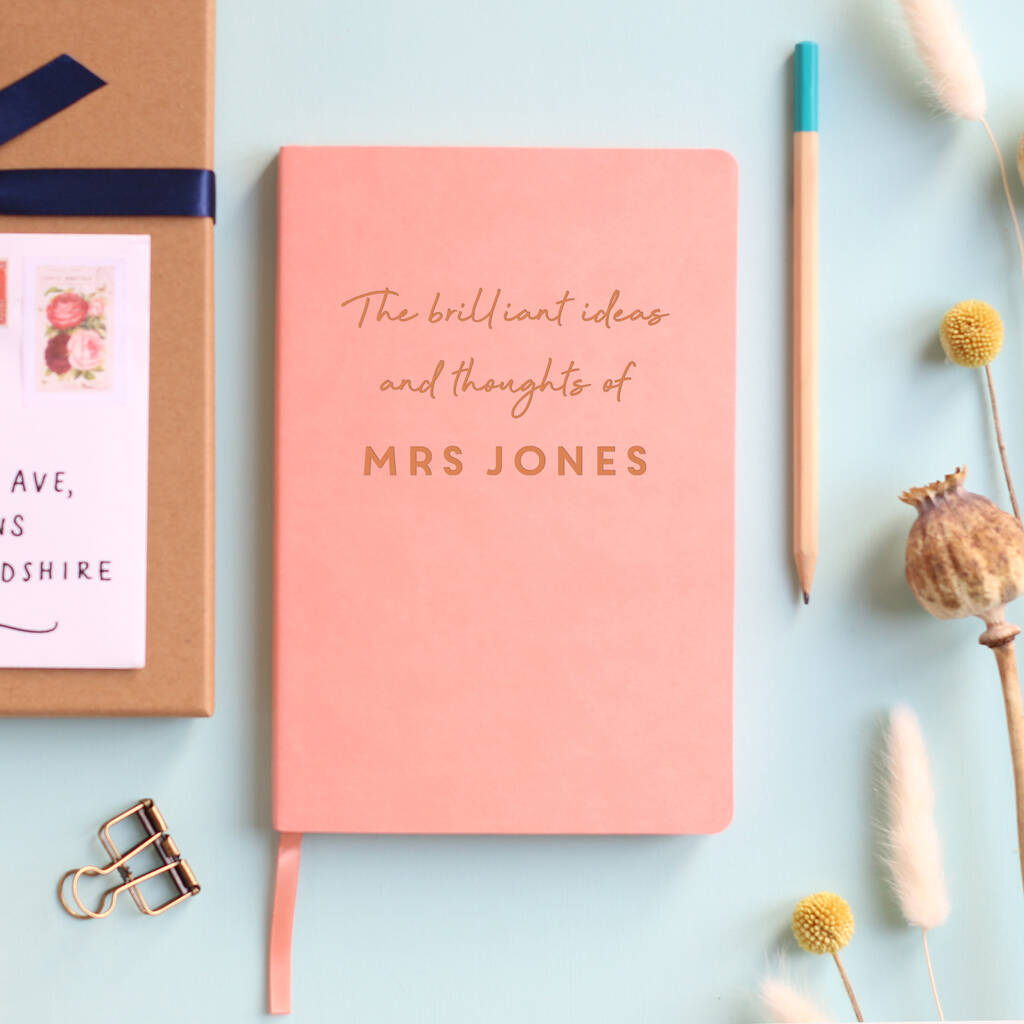 The brilliant ideas
and thoughts of
MRS JONES
AVE,
NS
DSHIRE